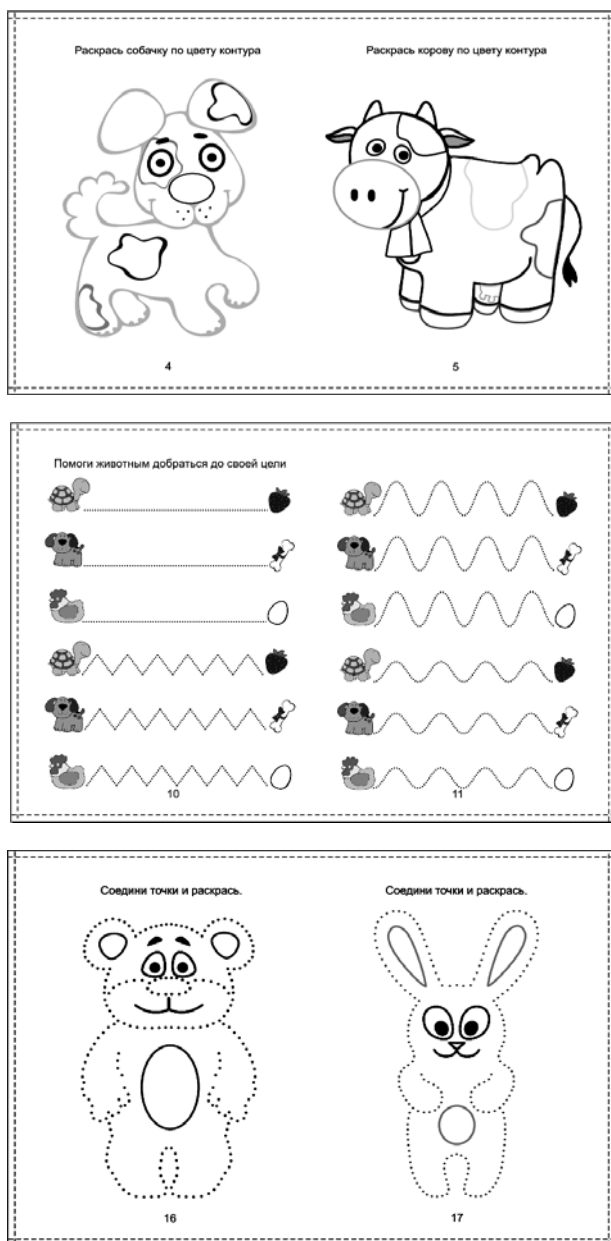 Раскрась собачку по цвету контура
Раскрась корову по цвету контура
4
5
Помоги животным добраться до своей цели
10
11
Соедини точки и раскрась.
Соедини точки и раскрась.
16
17